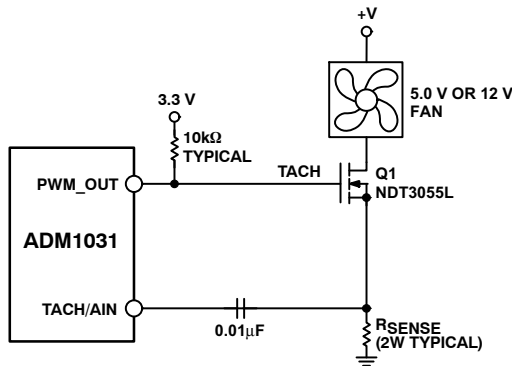 +V
5.0 V OR 12 V
FAN
3.3 V
10kΩ
TYPICAL
TACH
Q1
NDT3055L
PWM_OUT
ADM1031
TACH/AIN
0.01μF
RSENSE
(2W TYPICAL)